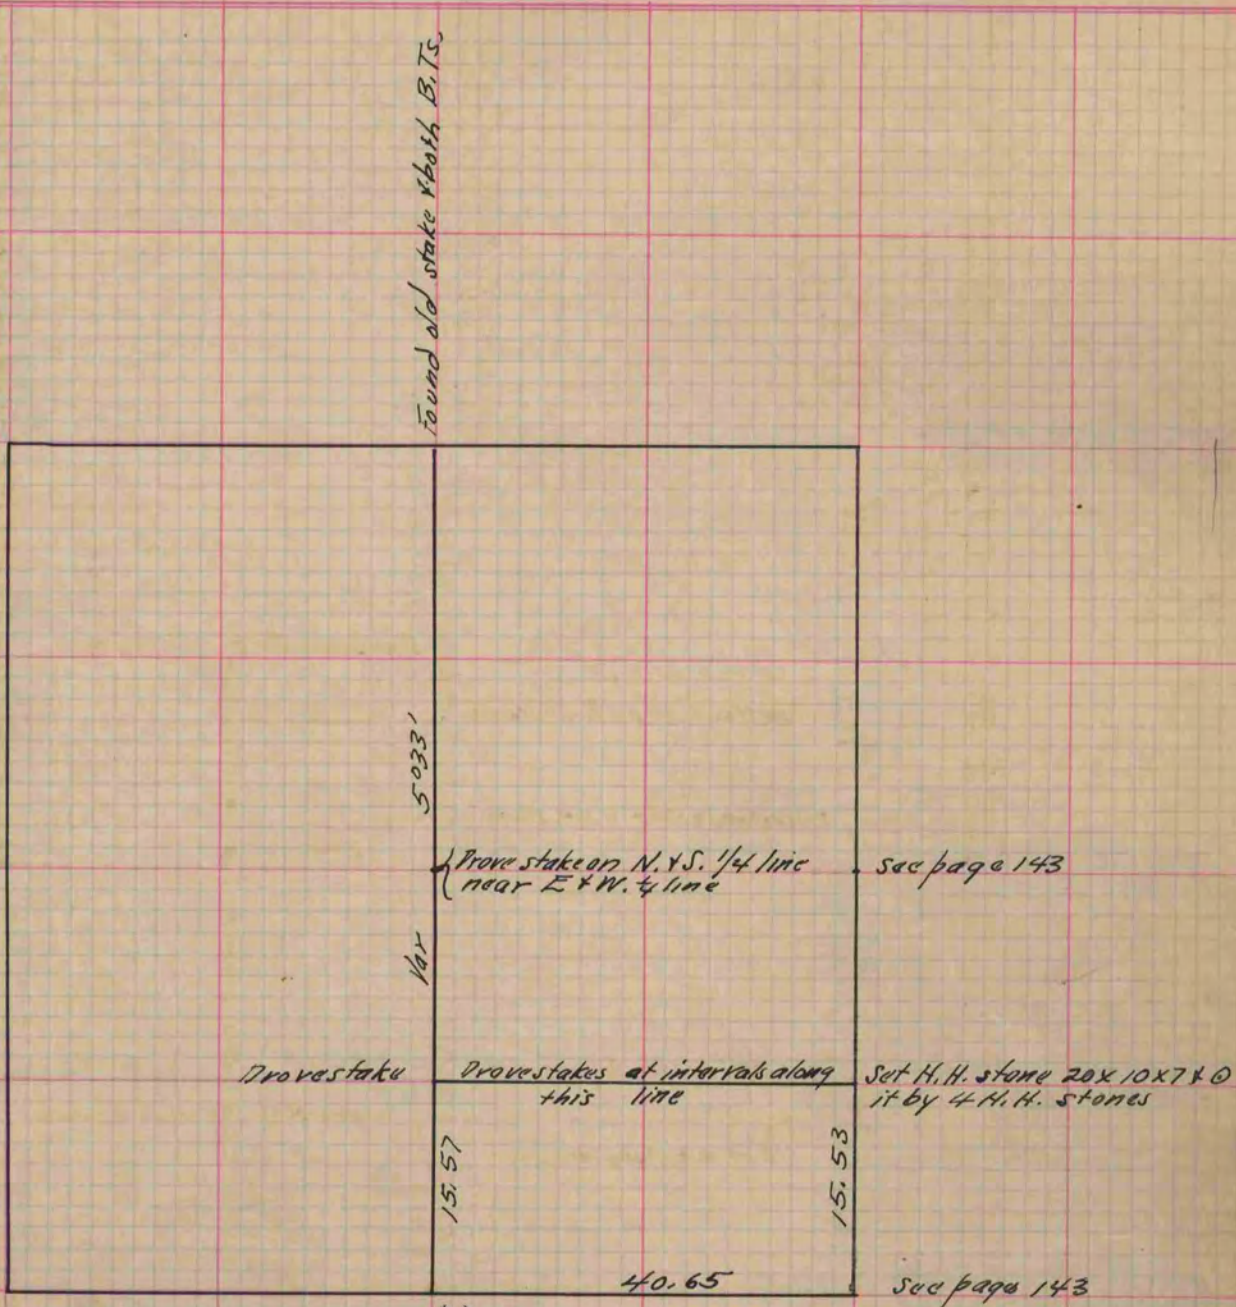 Found old stake & both B.Ts.
Var 5°33'
Drove stake on N. & S. 1/4 line
near E & W. 1/4 line
see page 143
Drove stake
Drove stakes at intervals along
this line
Set H.H. stone 20x10x7 & ⊙
it by 4 H.H. stones
15.57
15.53
40.65
See page 143